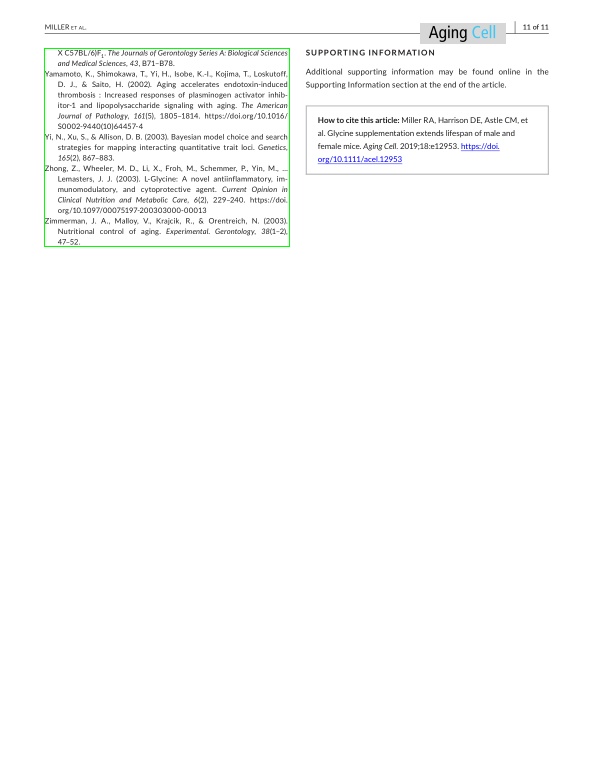 MILLER ET AL.
Aging Cell
11 of 11
X C57BL/6)F1. The Journals of Gerontology Series A: Biological Sciences
and Medical Sciences, 43, B71–B78.
Yamamoto, K., Shimokawa, T., Yi, H., Isobe, K.-I., Kojima, T., Loskutoff,
D. J., & Saito, H. (2002). Aging accelerates endotoxin-induced
thrombosis : Increased responses of plasminogen activator inhib-
itor-1 and lipopolysaccharide signaling with aging. The American
Journal of Pathology, 161(5), 1805–1814. https://doi.org/10.1016/
S0002-9440(10)64457-4
Yi, N., Xu, S., & Allison, D. B. (2003). Bayesian model choice and search
strategies for mapping interacting quantitative trait loci. Genetics,
165(2), 867–883.
Zhong, Z., Wheeler, M. D., Li, X., Froh, M., Schemmer, P., Yin, M., ...
Lemasters, J. J. (2003). L-Glycine: A novel antiinflammatory, im-
munomodulatory, and cytoprotective agent. Current Opinion in
Clinical Nutrition and Metabolic Care, 6(2), 229–240. https://doi.
org/10.1097/00075197-200303000-00013
Zimmerman, J. A., Malloy, V., Krajcik, R., & Orentreich, N. (2003).
Nutritional control of aging. Experimental. Gerontology, 38(1–2),
47–52.
SUPPORTING INFORMATION
Additional supporting information may be found online in the
Supporting Information section at the end of the article.
How to cite this article: Miller RA, Harrison DE, Astle CM, et
al. Glycine supplementation extends lifespan of male and
female mice. Aging Cell. 2019;18:e12953. https://doi.
org/10.1111/acel.12953